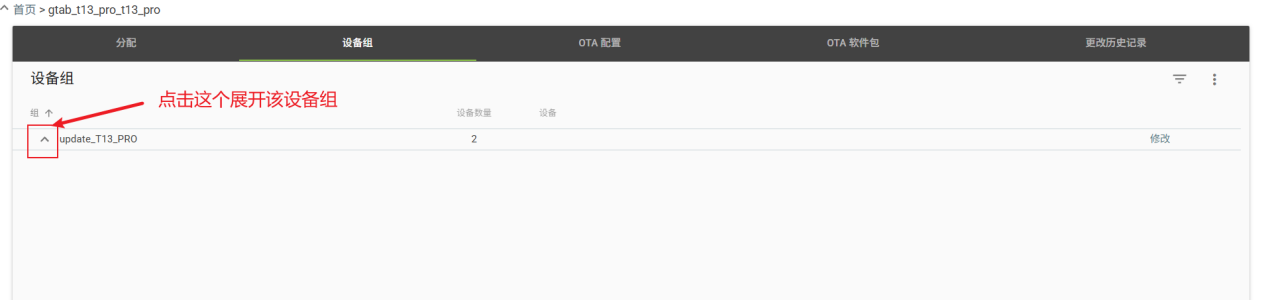 首页 > gtab_t13_pro_t13_pro
分配 设备组 OTA 配置 OTA 软件包 更改历史记录
设备组
点击这个展开该设备组
组 设备数量 设备
update_T13_PRO 2 修改